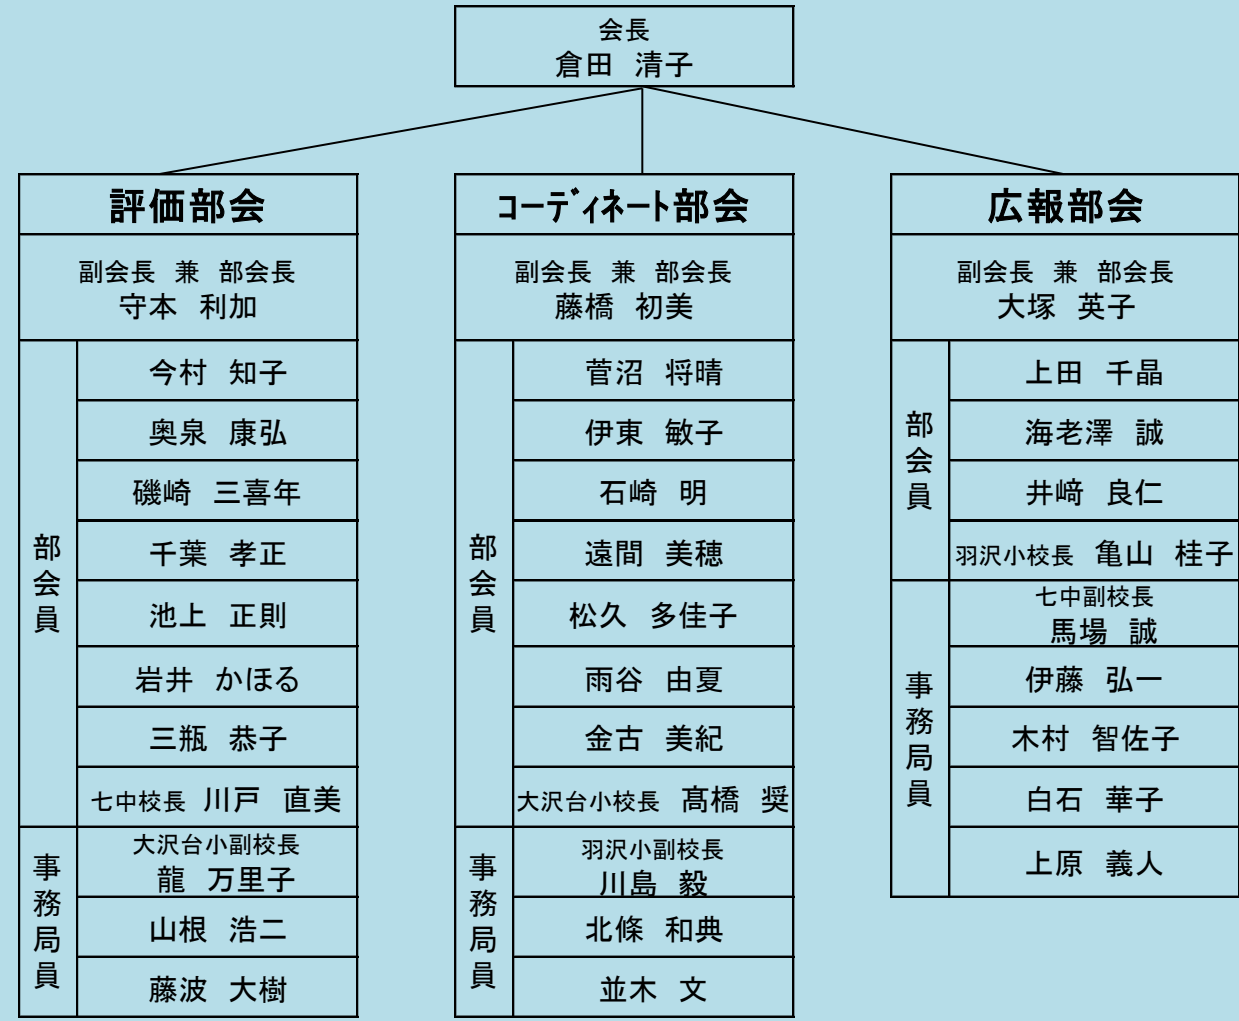 会長
倉田 清子
評価部会
副会長 兼 部会長
守本 利加
部会員
今村 知子
奥泉 康弘
磯崎 三喜年
千葉 孝正
池上 正則
岩井 かほる
三瓶 恭子
七中校長 川戸 直美
事務局員
大沢台小副校長
龍 万里子
山根 浩二
藤波 大樹
コーディネート部会
副会長 兼 部会長
藤橋 初美
部会員
菅沼 将晴
伊東 敏子
石崎 明
遠間 美穂
松久 多佳子
雨谷 由夏
金古 美紀
大沢台小校長 髙橋 奨
事務局員
羽沢小副校長
川島 毅
北條 和典
並木 文
広報部会
副会長 兼 部会長
大塚 英子
部会員
上田 千晶
海老澤 誠
井﨑 良仁
羽沢小校長 亀山 桂子
事務局員
七中副校長
馬場 誠
伊藤 弘一
木村 智佐子
白石 華子
上原 義人